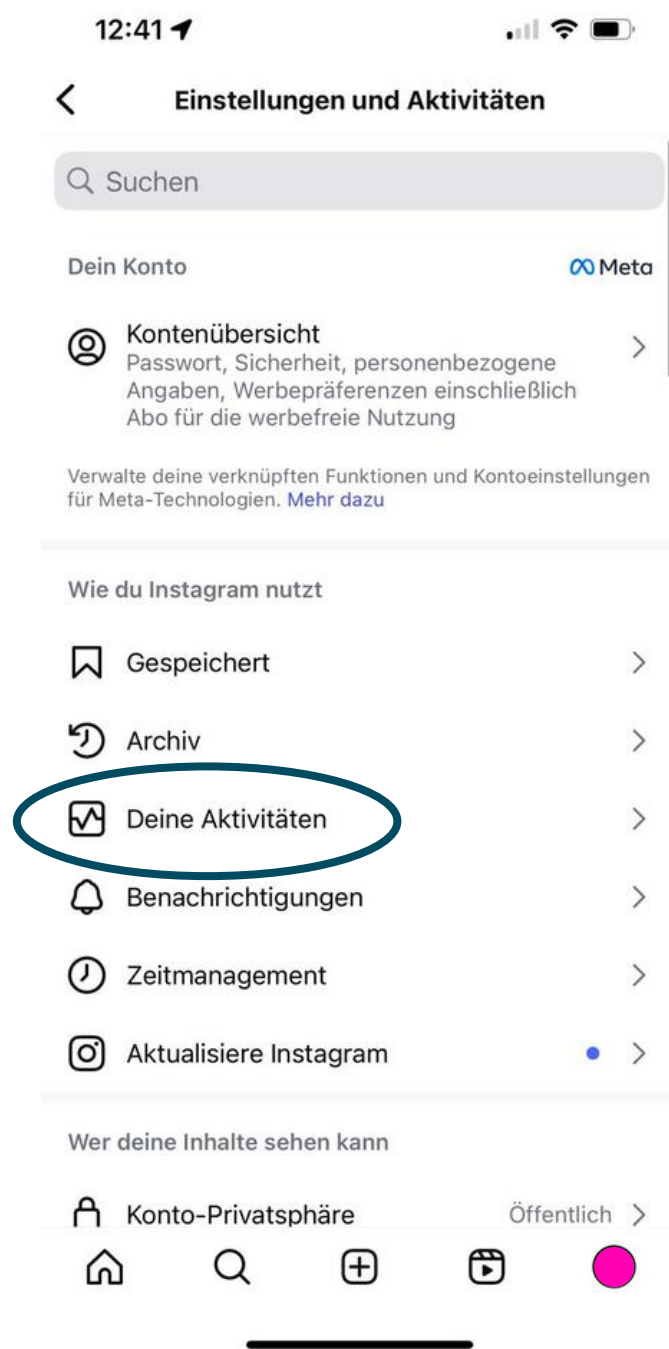 12:41
Einstellungen und Aktivitäten
Suchen
Dein Konto
Meta
Kontenübersicht
Passwort, Sicherheit, personenbezogene
Angaben, Werbepräferenzen einschließlich
Abo für die werbefreie Nutzung
Verwalte deine verknüpften Funktionen und Kontoeinstellungen
für Meta-Technologien. Mehr dazu
Wie du Instagram nutzt
Gespeichert
Archiv
Deine Aktivitäten
Benachrichtigungen
Zeitmanagement
Aktualisiere Instagram
Wer deine Inhalte sehen kann
Konto-Privatsphäre Öffentlich